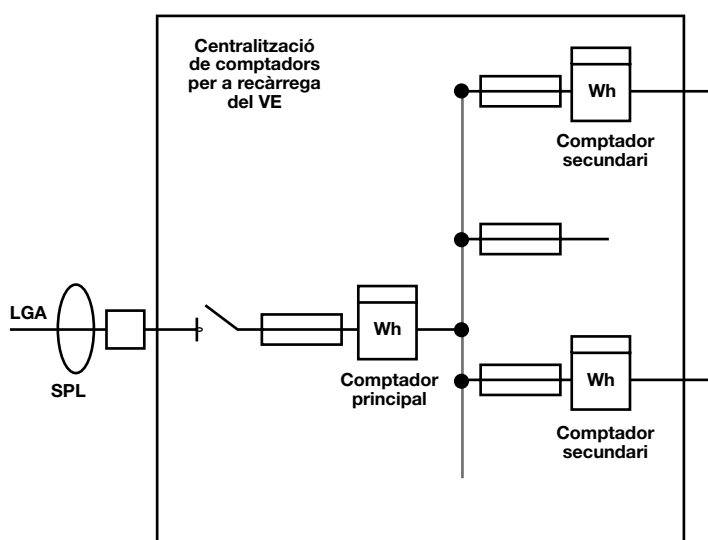 Centralització
de comptadors
per a recàrrega
del VE
Wh
Comptador
secundari
LGA
SPL
Wh
Comptador
principal
Wh
Comptador
secundari